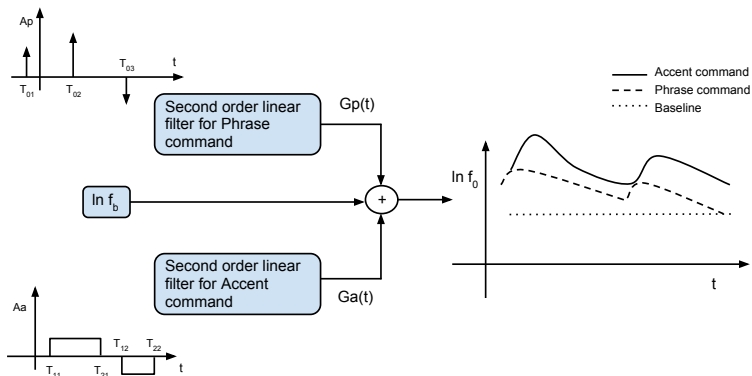 Ap
t
T01
T02
T03
Second order linear
filter for Phrase
command
Gp(t)
ln fb
+
Second order linear
filter for Accent
command
Ga(t)
Aa
T11
T21
T12
T22
t
Accent command
Phrase command
Baseline
ln f0
t